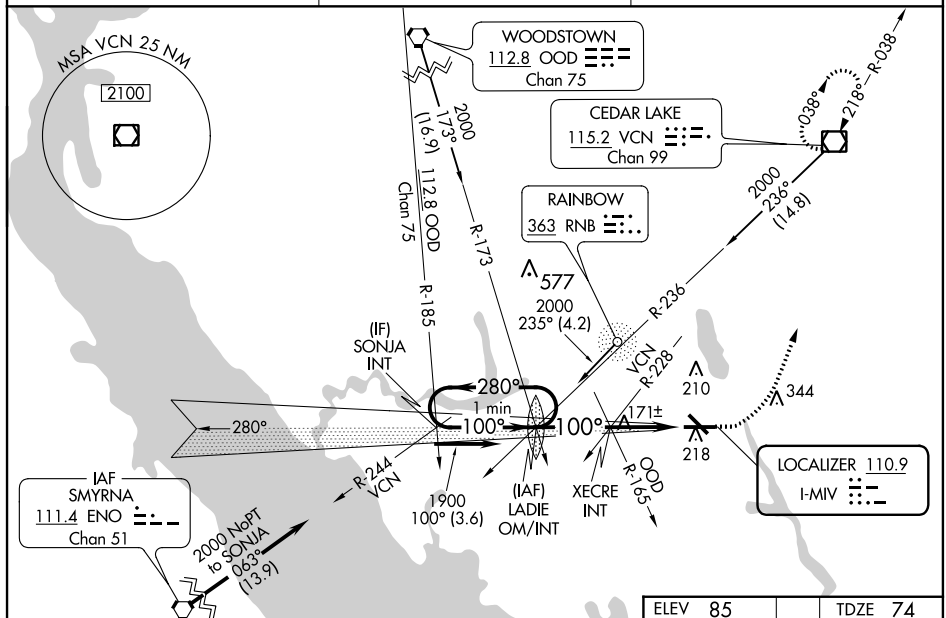 MSA VCN 25 NM
2100
WOODSTOWN
112.8 OOD
Chan 75
R-038
218°
038°
CEDAR LAKE
115.2 VCN
Chan 99
2000
173°
(16.9)
112.8 OOD
Chan 75
R-173
R-185
2000
236°
(14.8)
R-236
RAINBOW
363 RNB
577
2000
235° (4.2)
VCN
R-228
(IF)
SONJA
INT
280°
1 min
100°
100°
171±
210
218
344
280°
R-244
VCN
1900
100° (3.6)
(IAF)
LADIE
OM/INT
XECRE
INT
OOD
R-165
LOCALIZER 110.9
I-MIV
IAF
SMYRNA
111.4 ENO
Chan 51
2000 NoPT
to SONJA
063°
(13.9)
ELEV 85
TDZE 74